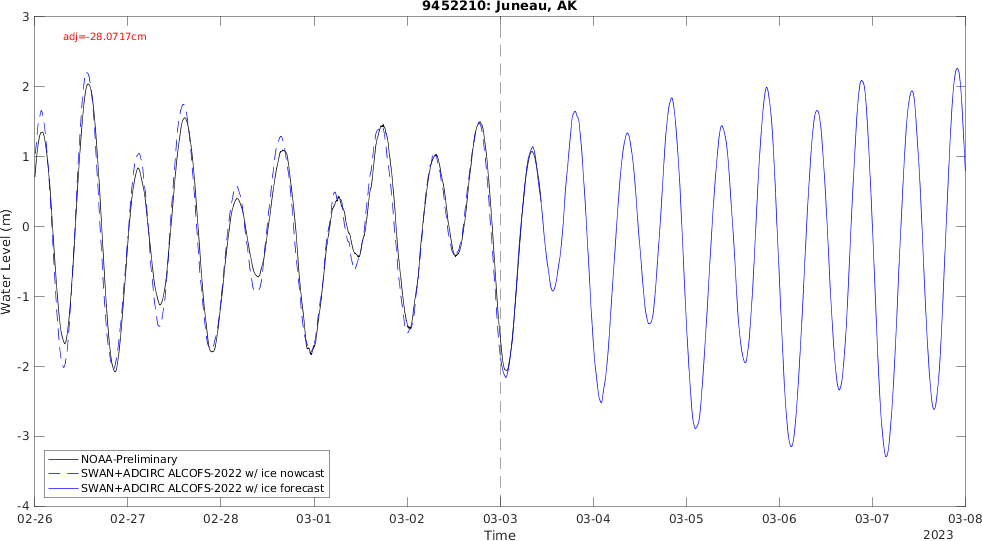 9452210: Juneau, AK
adj=-28.0717cm
3
2
1
0
-1
-2
-3
-4
Water Level (m)
NOAA-Preliminary
SWAN+ADCIRC ALCOFS-2022 w/ ice nowcast
SWAN+ADCIRC ALCOFS-2022 w/ ice forecast
02-26 02-27 02-28 03-01 03-02 03-03 03-04 03-05 03-06 03-07 03-08
Time
2023